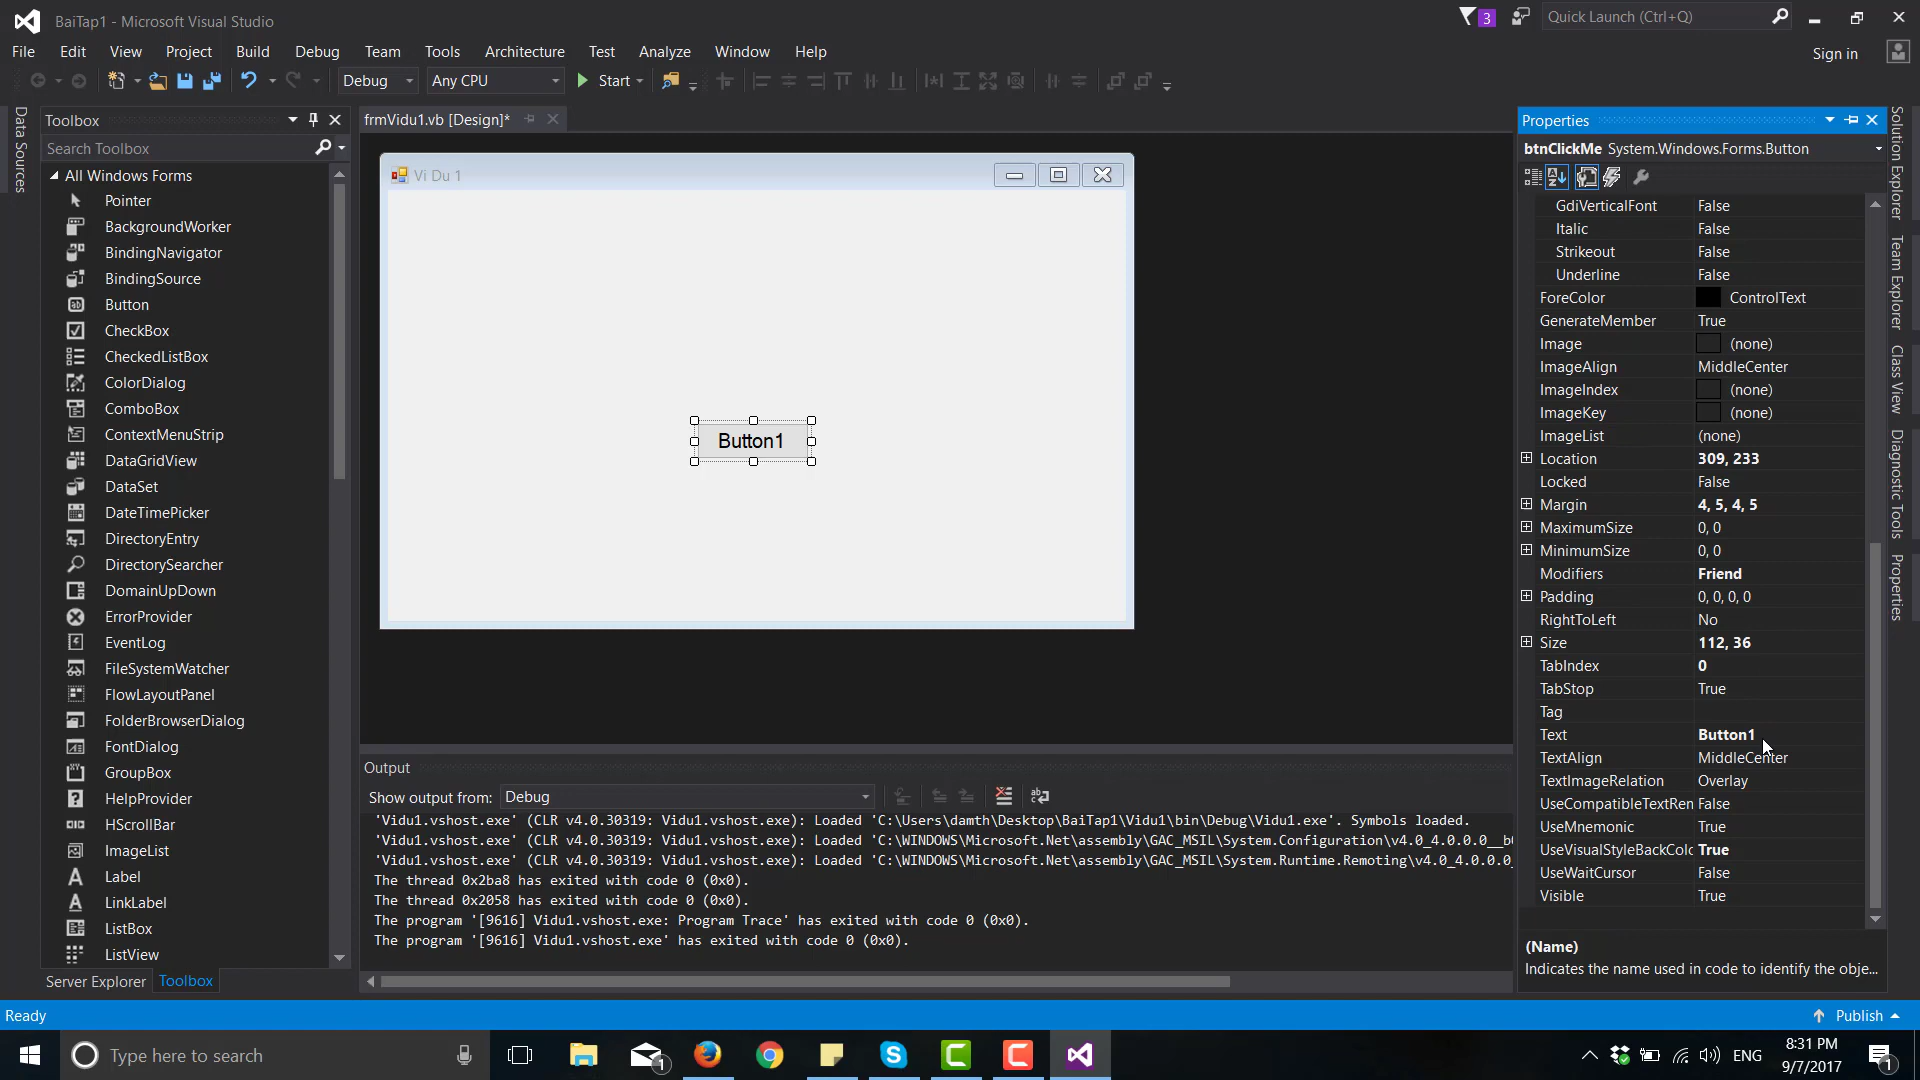 BaiTap1 - Microsoft Visual Studio
3
Quick Launch (Ctrl+Q)
File Edit View Project Build Debug Team Tools Architecture Test Analyze Window Help
Sign in
Debug
Any CPU
Start
Data Sources
Toolbox
Search Toolbox
All Windows Forms
Pointer
BackgroundWorker
BindingNavigator
BindingSource
Button
CheckBox
CheckedListBox
ColorDialog
ComboBox
ContextMenuStrip
DataGridView
DataSet
DateTimePicker
DirectoryEntry
DirectorySearcher
DomainUpDown
ErrorProvider
EventLog
FileSystemWatcher
FlowLayoutPanel
FolderBrowserDialog
FontDialog
GroupBox
HelpProvider
HScrollBar
ImageList
Label
LinkLabel
ListBox
ListView
Server Explorer Toolbox
frmVidu1.vb [Design]*
Vi Du 1
Button1
Output
Show output from: Debug
'Vidu1.vshost.exe' (CLR v4.0.30319: Vidu1.vshost.exe): Loaded 'C:\Users\damth\Desktop\BaiTap1\Vidu1\bin\Debug\Vidu1.exe'. Symbols loaded.
'Vidu1.vshost.exe' (CLR v4.0.30319: Vidu1.vshost.exe): Loaded 'C:\WINDOWS\Microsoft.Net\assembly\GAC_MSIL\System.Configuration\v4.0_4.0.0.0__b
'Vidu1.vshost.exe' (CLR v4.0.30319: Vidu1.vshost.exe): Loaded 'C:\WINDOWS\Microsoft.Net\assembly\GAC_MSIL\System.Runtime.Remoting\v4.0_4.0.0.0_
The thread 0x2ba8 has exited with code 0 (0x0).
The thread 0x2058 has exited with code 0 (0x0).
The program '[9616] Vidu1.vshost.exe: Program Trace' has exited with code 0 (0x0).
The program '[9616] Vidu1.vshost.exe' has exited with code 0 (0x0).
Properties
btnClickMe System.Windows.Forms.Button
GdiVerticalFont False
Italic False
Strikeout False
Underline False
ForeColor ControlText
GenerateMember True
Image (none)
ImageAlign MiddleCenter
ImageIndex (none)
ImageKey (none)
ImageList (none)
Location 309, 233
Locked False
Margin 4, 5, 4, 5
MaximumSize 0, 0
MinimumSize 0, 0
Modifiers Friend
Padding 0, 0, 0, 0
RightToLeft No
Size 112, 36
TabIndex 0
TabStop True
Tag
Text Button1
TextAlign MiddleCenter
TextImageRelation Overlay
UseCompatibleTextRen False
UseMnemonic True
UseVisualStyleBackColo True
UseWaitCursor False
Visible True
(Name)
Indicates the name used in code to identify the obje...
Solution Explorer
Team Explorer
Class View
Diagnostic Tools
Properties
Ready
Publish
Type here to search
1
ENG
8:31 PM
9/7/2017
1